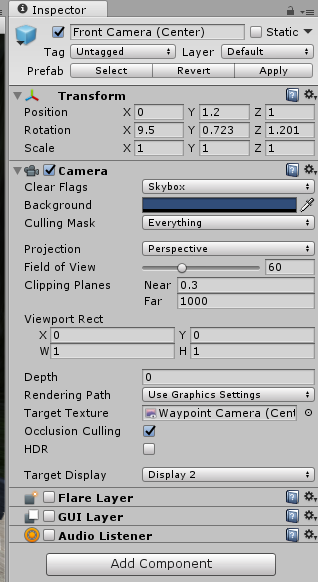 Inspector
Front Camera (Center) Static
Tag Untagged Layer Default
Prefab Select Revert Apply
Transform
Position X 0 Y 1.2 Z 1
Rotation X 9.5 Y 0.723 Z 1.201
Scale X 1 Y 1 Z 1
Camera
Clear Flags Skybox
Background
Culling Mask Everything
Projection Perspective
Field of View 60
Clipping Planes Near 0.3
Far 1000
Viewport Rect
X 0 Y 0
W 1 H 1
Depth 0
Rendering Path Use Graphics Settings
Target Texture Waypoint Camera (Cent
Occlusion Culling
HDR
Target Display Display 2
Flare Layer
GUI Layer
Audio Listener
Add Component